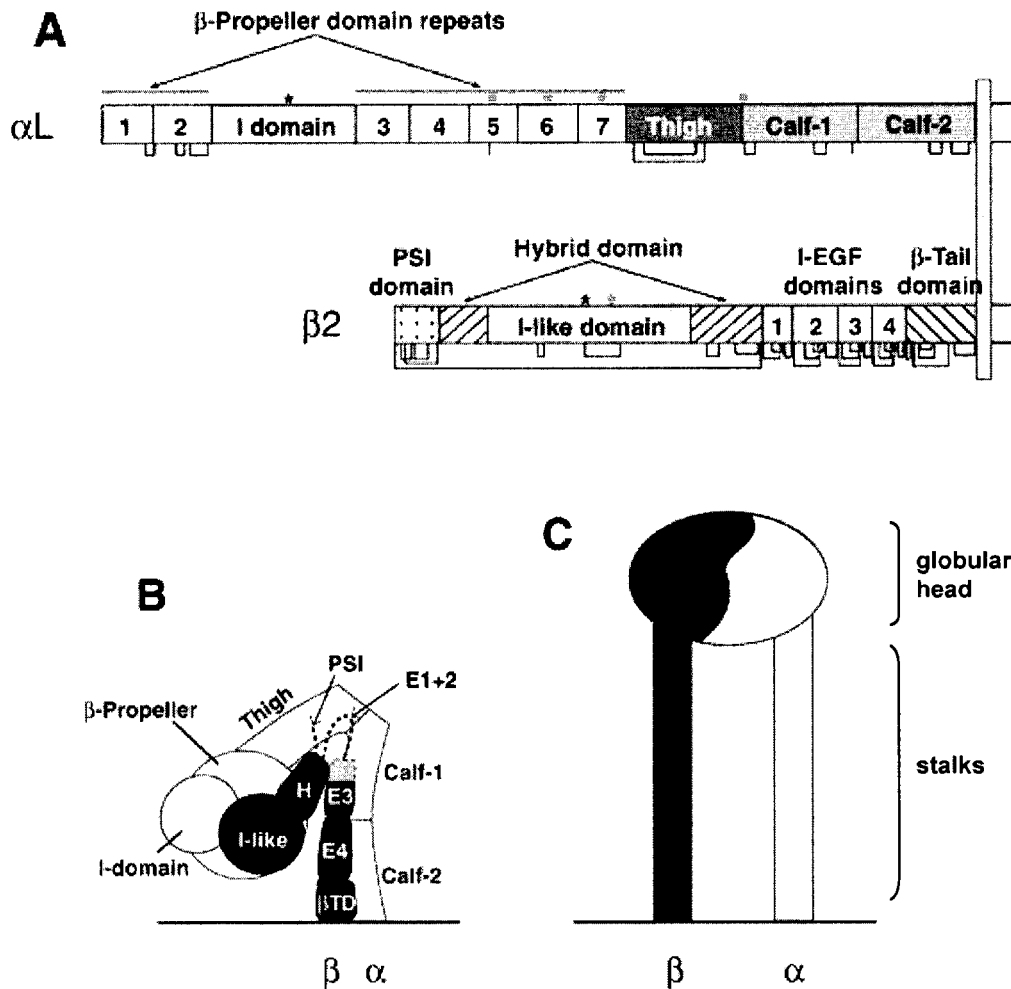 A
β-Propeller domain repeats
αL
1 2 I domain 3 4 5 6 7 Thigh Calf-1 Calf-2
Hybrid domain
PSI domain
I-EGF domains
β-Tail domain
β2
I-like domain 1 2 3 4
B
PSI
E1+2
β-Propeller
Thigh
Calf-1
H
E3
I-like
E4
I-domain
Calf-2
βTD
β α
C
globular head
stalks
β α